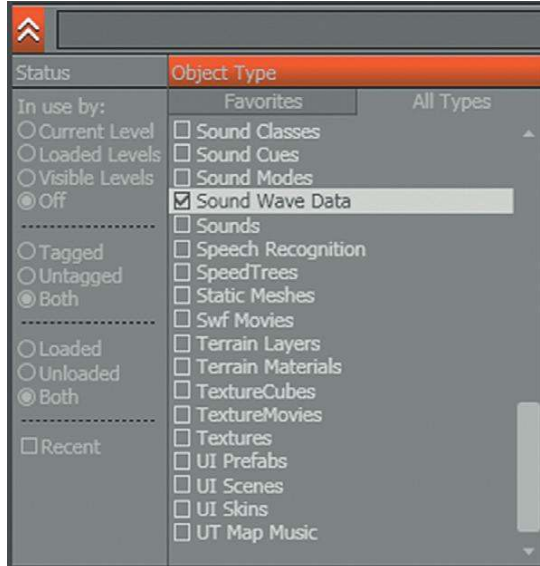 Status
Object Type
In use by:
Current Level
Loaded Levels
Visible Levels
Off
Tagged
Untagged
Both
Loaded
Unloaded
Both
Recent
Favorites
All Types
Sound Classes
Sound Cues
Sound Modes
Sound Wave Data
Sounds
Speech Recognition
SpeedTrees
Static Meshes
Swf Movies
Terrain Layers
Terrain Materials
TextureCubes
TextureMovies
Textures
UI Prefabs
UI Scenes
UI Skins
UT Map Music